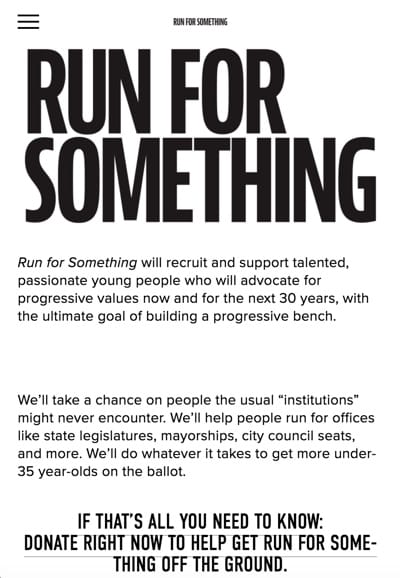 RUN FOR SOMETHING
RUN FOR
SOMETHING
Run for Something will recruit and support talented,
passionate young people who will advocate for
progressive values now and for the next 30 years, with
the ultimate goal of building a progressive bench.
We’ll take a chance on people the usual “institutions”
might never encounter. We’ll help people run for offices
like state legislatures, mayorships, city council seats,
and more. We’ll do whatever it takes to get more under-
35 year-olds on the ballot.
IF THAT’S ALL YOU NEED TO KNOW:
DONATE RIGHT NOW TO HELP GET RUN FOR SOME-
THING OFF THE GROUND.